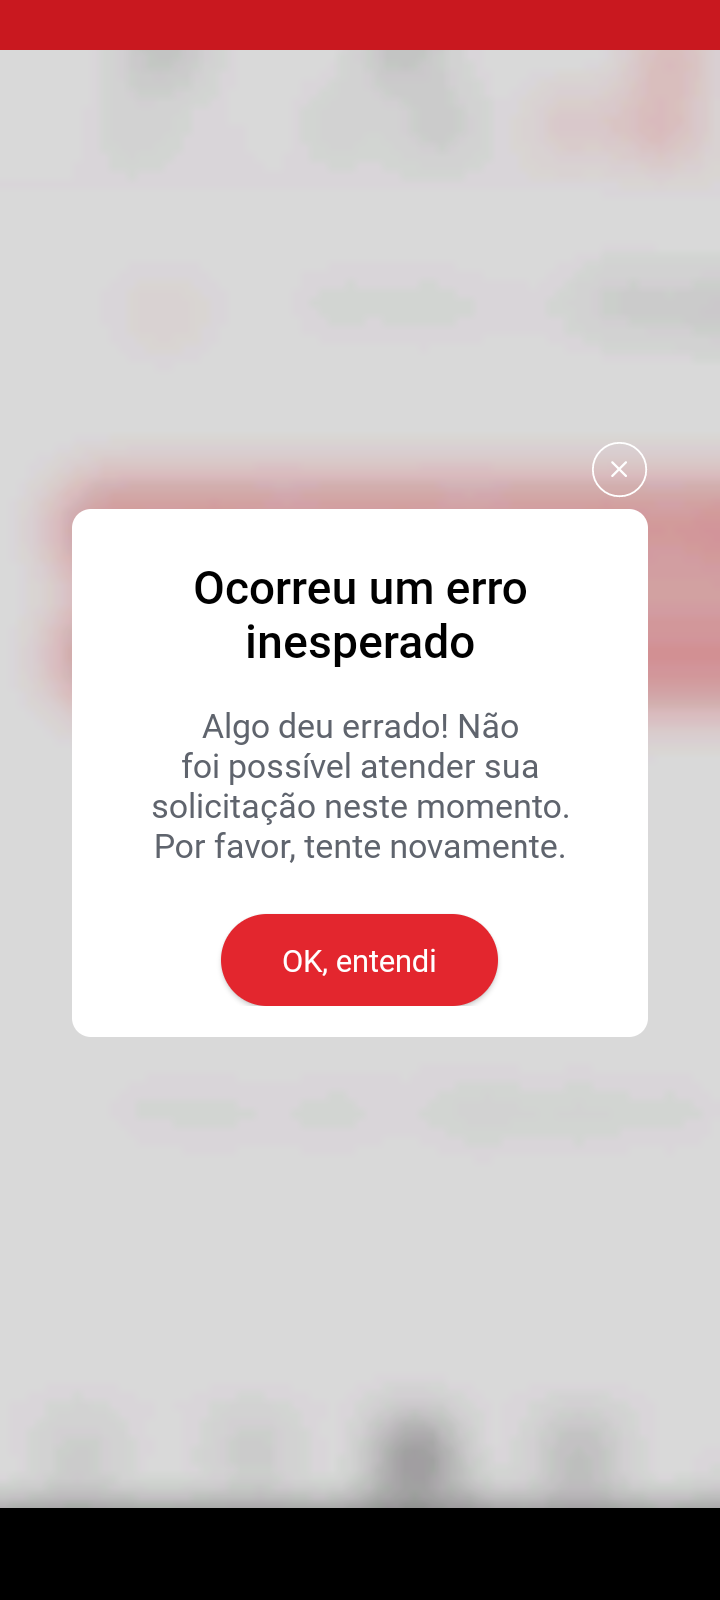 Ocorreu um erro
inesperado
Algo deu errado! Não
foi possível atender sua
solicitação neste momento.
Por favor, tente novamente.
OK, entendi